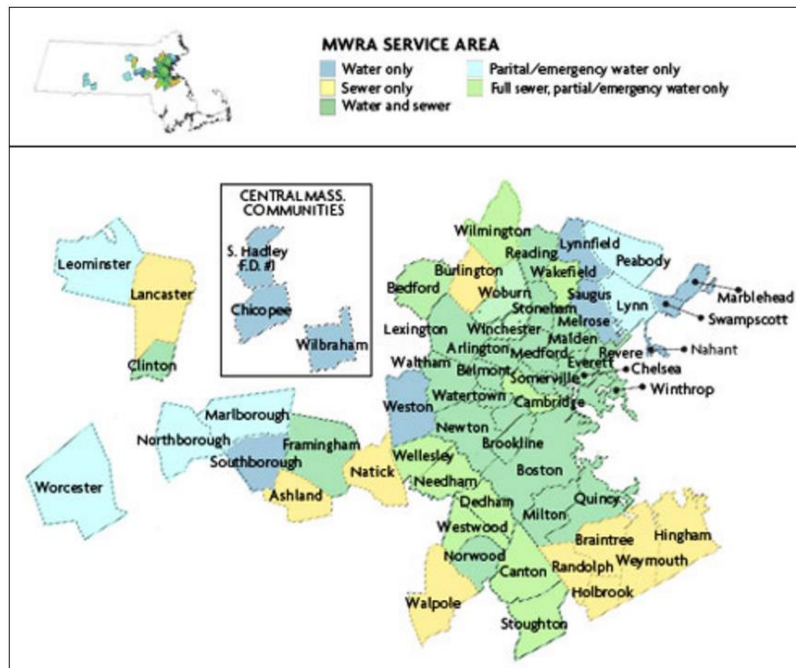 MWRA SERVICE AREA
Water only
Parital/emergency water only
Sewer only
Full sewer, partial/emergency water only
Water and sewer
CENTRAL MASS.
COMMUNITIES
S. Hadley
F.D. #1
Chicopee
Wilbraham
Leominster
Lancaster
Clinton
Wilmington
Reading
Lynnfield
Peabody
Burlington
Wakefield
Bedford
Woburn
Saugus
Lynn
Marblehead
Stoneham
Swampscott
Lexington
Winchester
Melrose
Malden
Arlington
Medford
Revere
Nahant
Waltham
Belmont
Everett
Chelsea
Somerville
Winthrop
Weston
Watertown
Cambridge
Marlborough
Newton
Northborough
Framingham
Brookline
Southborough
Wellesley
Natick
Needham
Boston
Worcester
Ashland
Dedham
Quincy
Westwood
Milton
Hingham
Norwood
Braintree
Weymouth
Canton
Randolph
Walpole
Holbrook
Stoughton